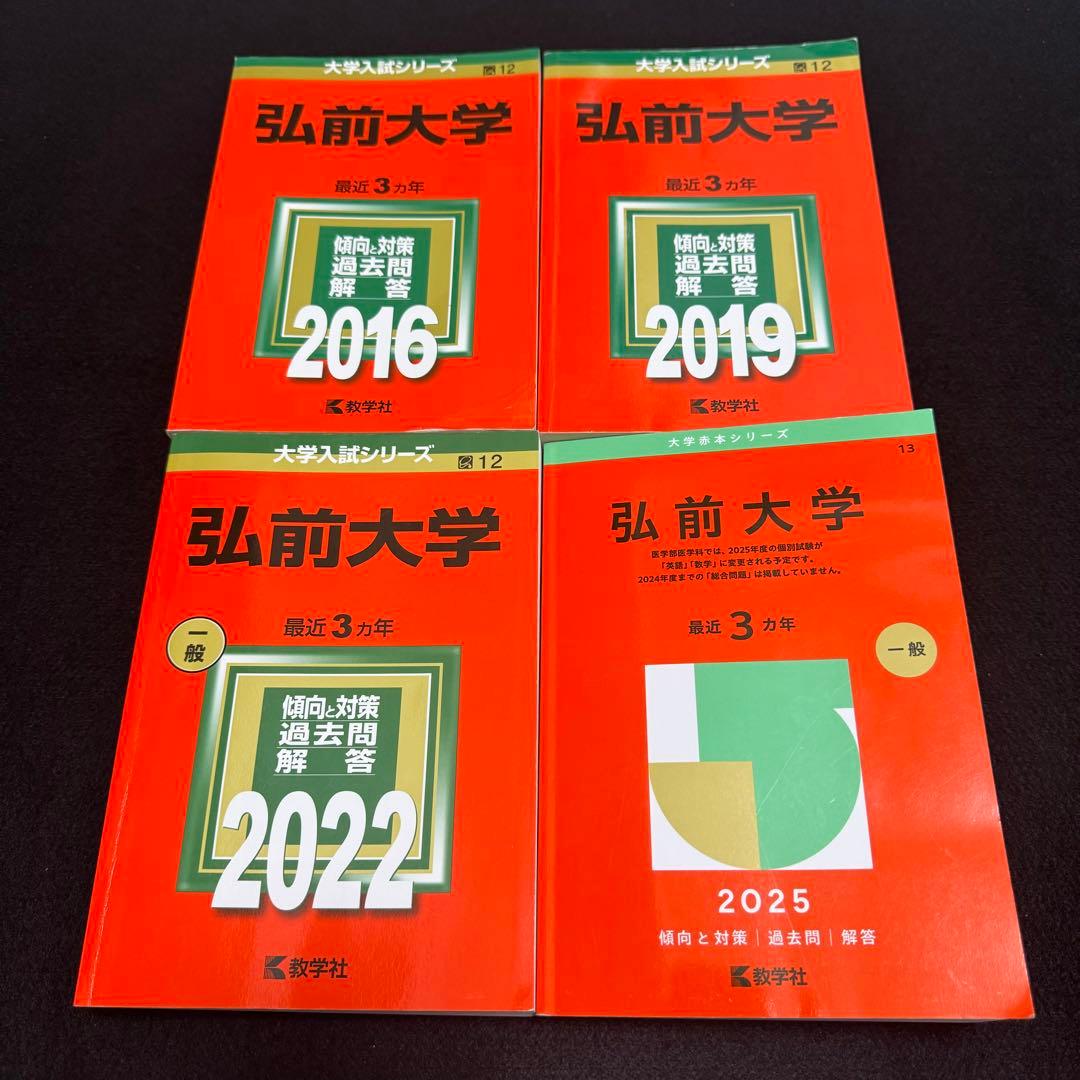 大学入試シリーズ
12
弘前大学
最近3カ年
傾向と対策
過去問
解答
2016
教学社
大学入試シリーズ
12
弘前大学
最近3カ年
傾向と対策
過去問
解答
2019
教学社
大学入試シリーズ
12
弘前大学
最近3カ年
一般
傾向と対策
過去問
解答
2022
教学社
大学赤本シリーズ
13
弘前大学
医学部医学科では、2025年度の個別試験が
「英語」「数学」に変更される予定です。
2024年度までの「総合問題」は掲載していません。
最近3カ年
一般
2025
傾向と対策|過去問|解答
教学社